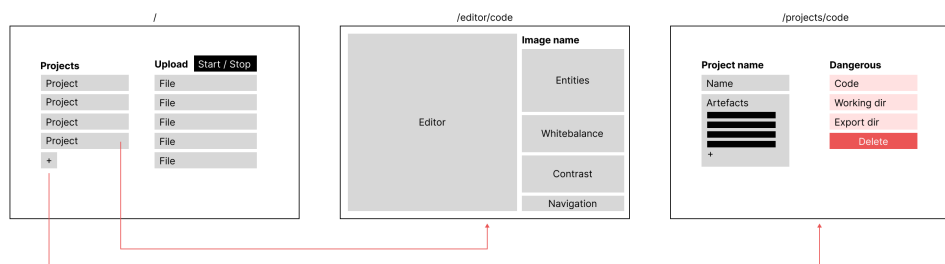 /
Projects
Project
Project
Project
Project
+
Upload
Start / Stop
File
File
File
File
File
/editor/code
Editor
Image name
Entities
Whitebalance
Contrast
Navigation
/projects/code
Project name
Name
Artefacts
+
Dangerous
Code
Working dir
Export dir
Delete